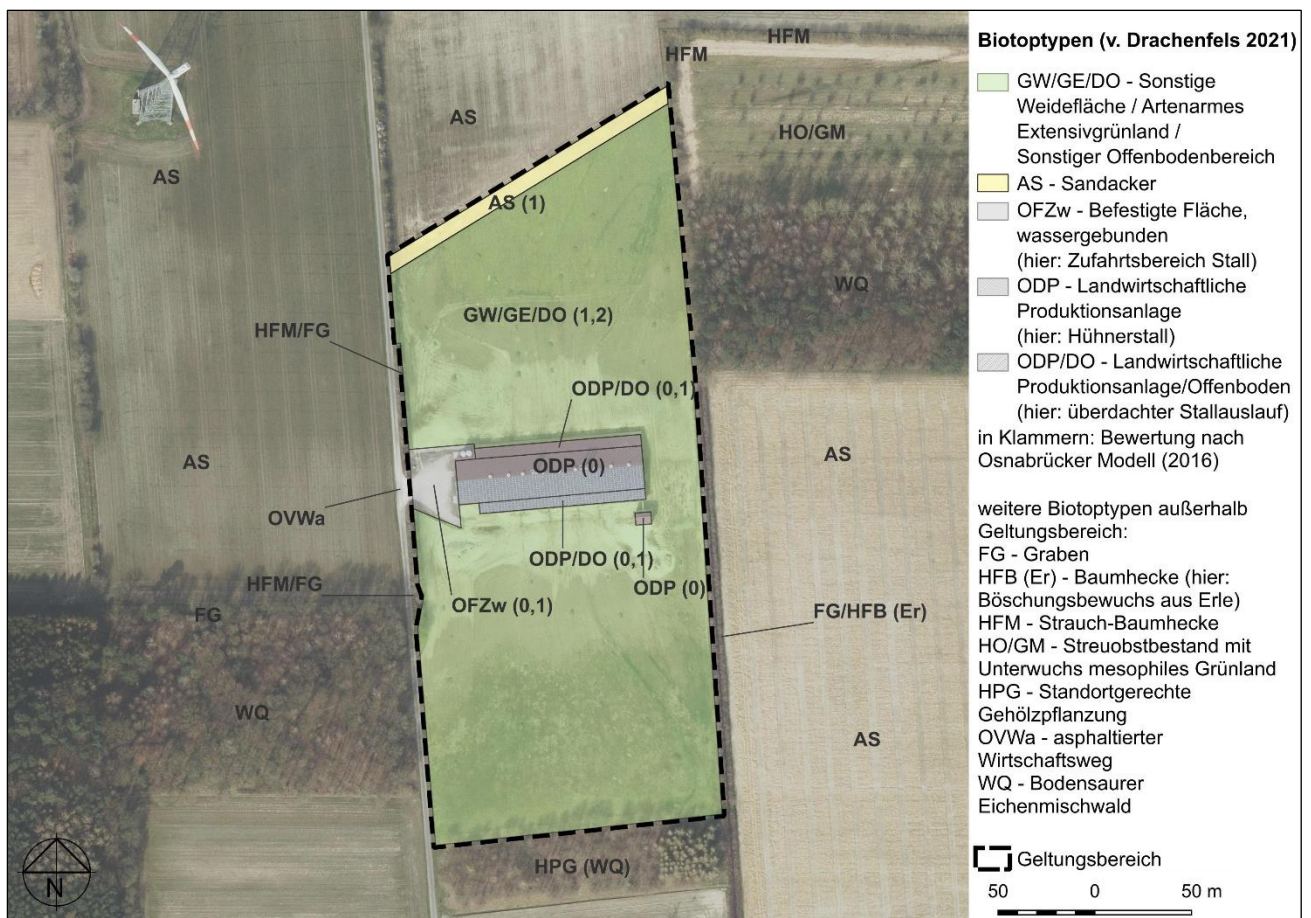 HFM
HFM
AS
HO/GM
AS
AS (1)
WQ
GW/GE/DO (1,2)
HFM/FG
ODP/DO (0,1)
AS
ODP (0)
AS
OVWa
ODP/DO (0,1)
HFM/FG
ODP (0)
OFZw (0,1)
FG
FG/HFB (Er)
WQ
AS
HPG (WQ)
N
Biotoptypen (v. Drachenfels 2021)
GW/GE/DO - Sonstige
Weidefläche / Artenarmes
Extensivgrünland /
Sonstiger Offenbodenbereich
AS - Sandacker
OFZw - Befestigte Fläche,
wassergebunden
(hier: Zufahrtsbereich Stall)
ODP - Landwirtschaftliche
Produktionsanlage
(hier: Hühnerstall)
ODP/DO - Landwirtschaftliche
Produktionsanlage/Offenboden
(hier: überdachter Stallauslauf)
in Klammern: Bewertung nach
Osnabrücker Modell (2016)
weitere Biotoptypen außerhalb
Geltungsbereich:
FG - Graben
HFB (Er) - Baumhecke (hier:
Böschungsbewuchs aus Erle)
HFM - Strauch-Baumhecke
HO/GM - Streuobstbestand mit
Unterwuchs mesophiles Grünland
HPG - Standortgerechte
Gehölzpflanzung
OVWa - asphaltierter
Wirtschaftsweg
WQ - Bodensaurer
Eichenmischwald
Geltungsbereich
50 0 50 m